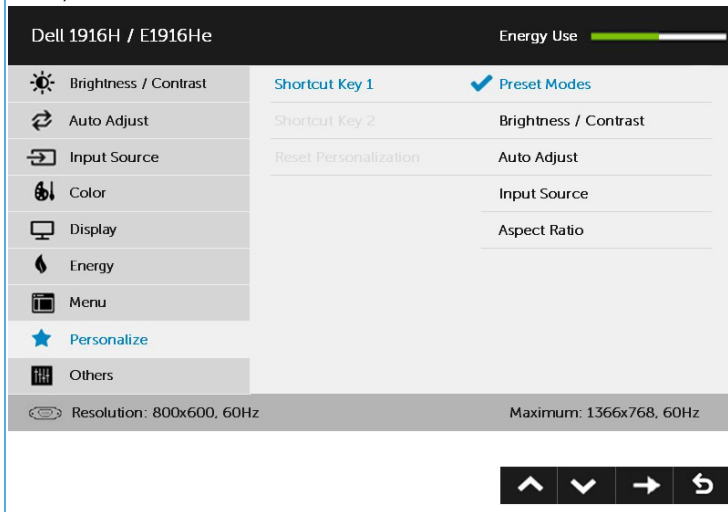 Dell 1916H / E1916He
Energy Use
Brightness / Contrast
Shortcut Key 1
Preset Modes
Auto Adjust
Shortcut Key 2
Brightness / Contrast
Input Source
Reset Personalization
Auto Adjust
Color
Input Source
Display
Aspect Ratio
Energy
Menu
Personalize
Others
Resolution: 800x600, 60Hz
Maximum: 1366x768, 60Hz